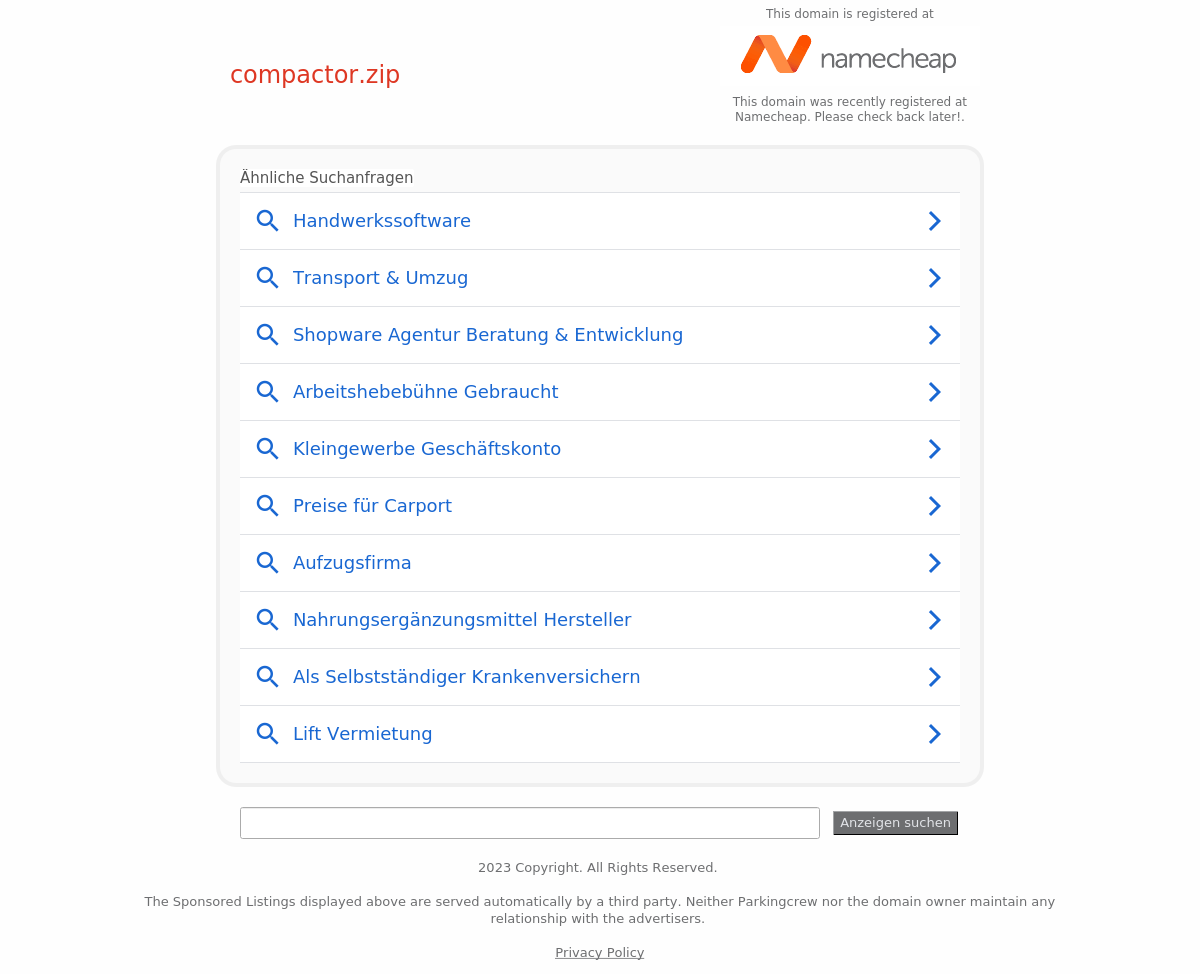 This domain is registered at
namecheap
compactor.zip
This domain was recently registered at
Namecheap. Please check back later!.
Ähnliche Suchanfragen
Handwerkssoftware
Transport & Umzug
Shopware Agentur Beratung & Entwicklung
Arbeitshebebühne Gebraucht
Kleingewerbe Geschäftskonto
Preise für Carport
Aufzugsfirma
Nahrungsergänzungsmittel Hersteller
Als Selbstständiger Krankenversichern
Lift Vermietung
Anzeigen suchen
2023 Copyright. All Rights Reserved.
The Sponsored Listings displayed above are served automatically by a third party. Neither Parkingcrew nor the domain owner maintain any
relationship with the advertisers.
Privacy Policy